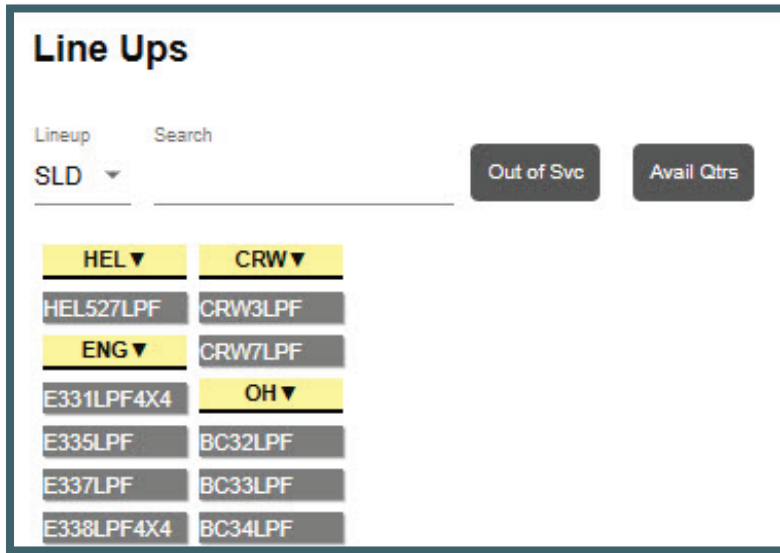 Line Ups
Lineup Search
SLD Out of Svc Avail Qtrs
HEL▼ CRW▼
HEL527LPF CRW3LPF
ENG▼ CRW7LPF
E331LPF4X4 OH▼
E335LPF BC32LPF
E337LPF BC33LPF
E338LPF4X4 BC34LPF